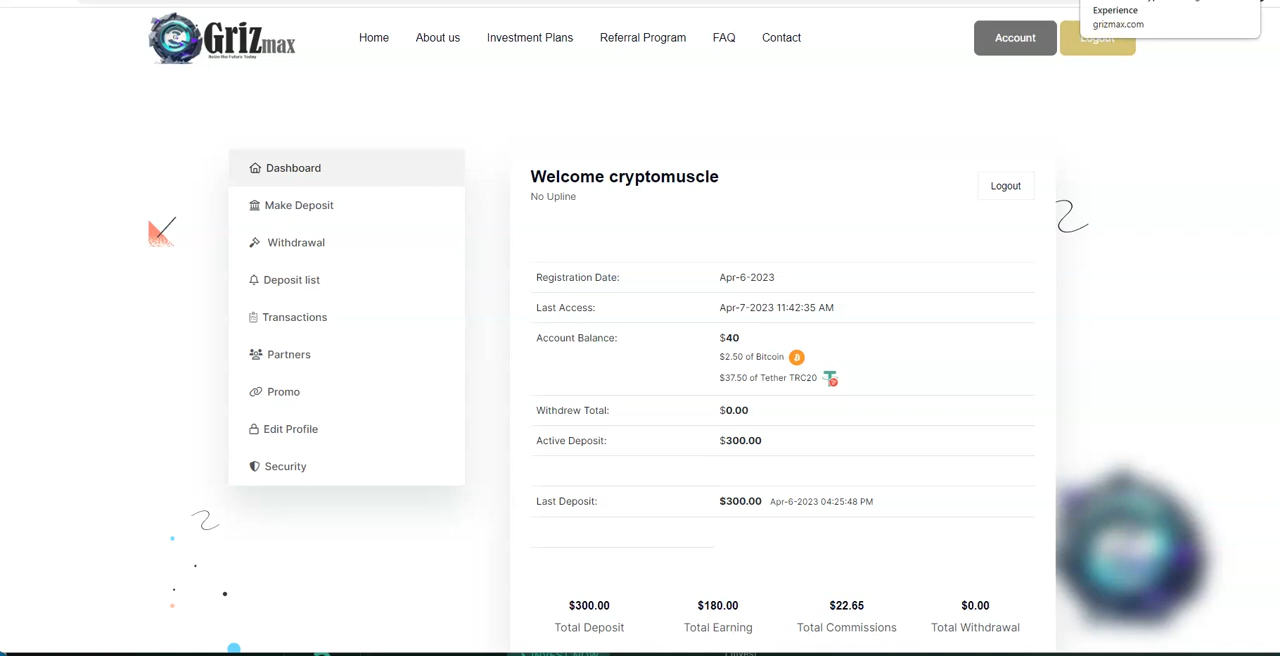 Experience
grizmax.com
Grizmax
Home
About us
Investment Plans
Referral Program
FAQ
Contact
Account
Logout
Dashboard
Make Deposit
Withdrawal
Deposit list
Transactions
Partners
Promo
Edit Profile
Security
Welcome cryptomuscle
No Upline
Logout
Registration Date: Apr-6-2023
Last Access: Apr-7-2023 11:42:35 AM
Account Balance: $40
$2.50 of Bitcoin
$37.50 of Tether TRC20
Withdrew Total: $0.00
Active Deposit: $300.00
Last Deposit: $300.00 Apr-6-2023 04:25:48 PM
$300.00 $180.00 $22.65 $0.00
Total Deposit Total Earning Total Commissions Total Withdrawal